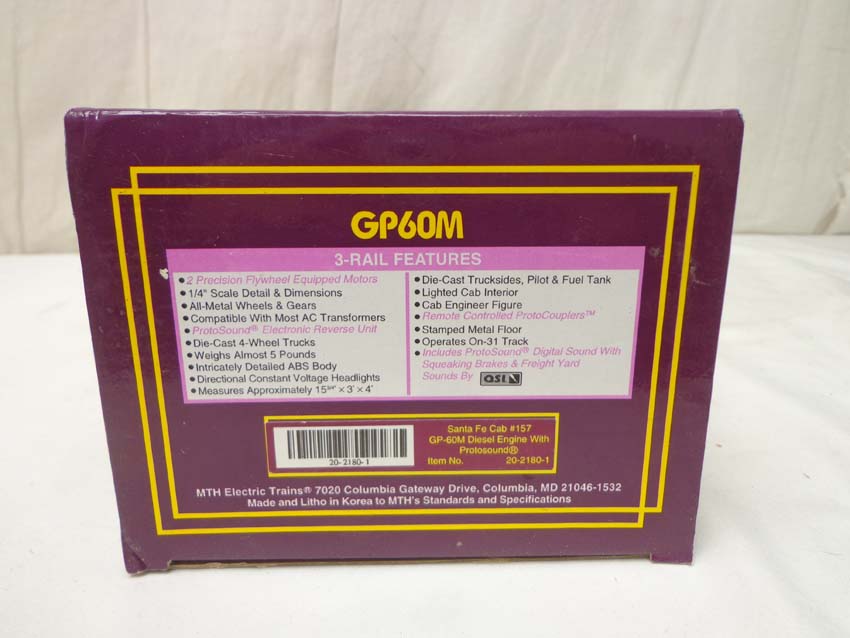 GP60M
3-RAIL FEATURES
• 2 Precision Flywheel Equipped Motors
• 1/4" Scale Detail & Dimensions
• All-Metal Wheels & Gears
• Compatible With Most AC Transformers
• ProtoSound® Electronic Reverse Unit
• Die-Cast 4-Wheel Trucks
• Weighs Almost 5 Pounds
• Intricately Detailed ABS Body
• Directional Constant Voltage Headlights
• Measures Approximately 15 3/4" x 3" x 4"
• Die-Cast Trucksides, Pilot & Fuel Tank
• Lighted Cab Interior
• Cab Engineer Figure
• Remote Controlled ProtoCouplers™
• Stamped Metal Floor
• Operates On-31 Track
• Includes ProtoSound® Digital Sound With
Squeaking Brakes & Freight Yard
Sounds By QSI
20-2180-1
Santa Fe Cab #157
GP-60M Diesel Engine With
Protosound®
Item No. 20-2180-1
MTH Electric Trains® 7020 Columbia Gateway Drive, Columbia, MD 21046-1532
Made and Litho in Korea to MTH's Standards and Specifications